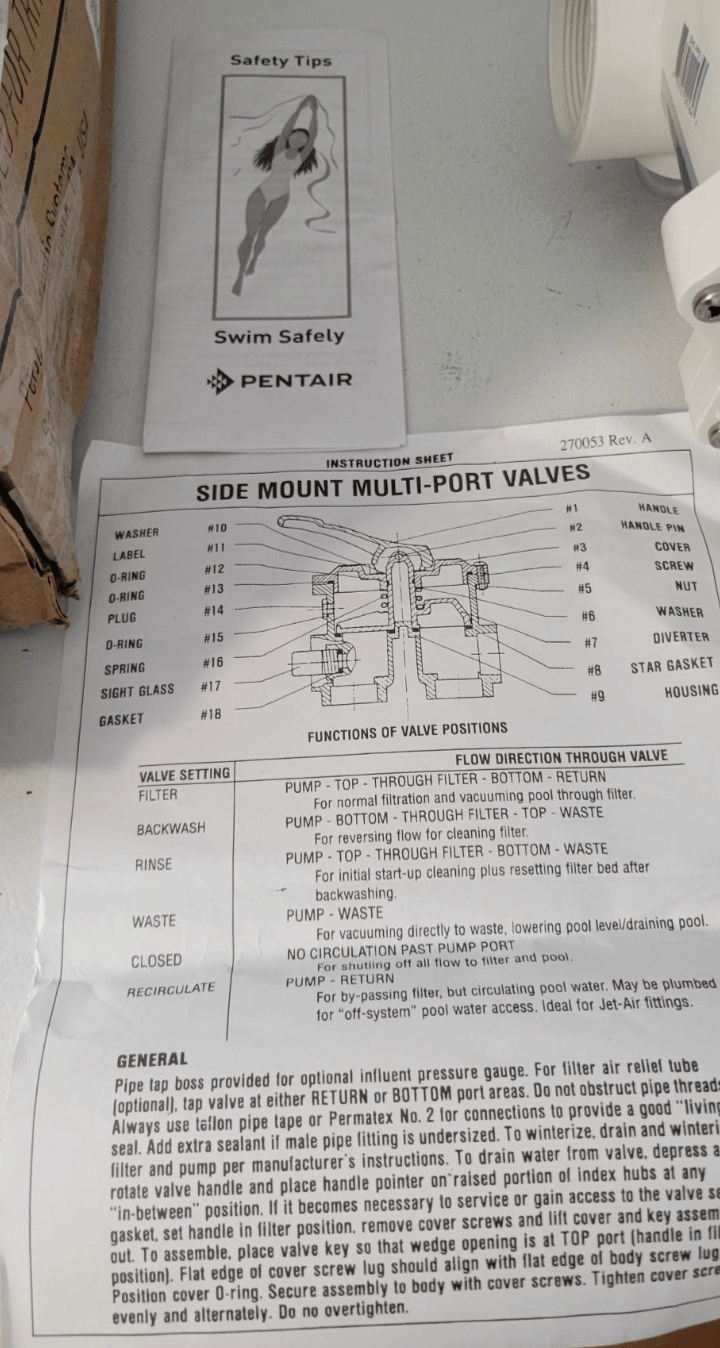 Safety Tips
Swim Safely
PENTAIR
270053 Rev. A
INSTRUCTION SHEET
SIDE MOUNT MULTI-PORT VALVES
WASHER #10
LABEL #11
O-RING #12
O-RING #13
PLUG #14
O-RING #15
SPRING #16
SIGHT GLASS #17
GASKET #18
#1 HANDLE
#2 HANDLE PIN
#3 COVER
#4 SCREW
#5 NUT
#6 WASHER
#7 DIVERTER
#8 STAR GASKET
#9 HOUSING
FUNCTIONS OF VALVE POSITIONS
VALVE SETTING FLOW DIRECTION THROUGH VALVE
FILTER PUMP - TOP - THROUGH FILTER - BOTTOM - RETURN
For normal filtration and vacuuming pool through filter.
BACKWASH PUMP - BOTTOM - THROUGH FILTER - TOP - WASTE
For reversing flow for cleaning filter.
RINSE PUMP - TOP - THROUGH FILTER - BOTTOM - WASTE
For initial start-up cleaning plus resetting filter bed after
backwashing.
WASTE PUMP - WASTE
For vacuuming directly to waste, lowering pool level/draining pool.
CLOSED NO CIRCULATION PAST PUMP PORT
For shutiing off all flow to filter and pool.
RECIRCULATE PUMP - RETURN
For by-passing filter, but circulating pool water. May be plumbed
for "off-system" pool water access. Ideal for Jet-Air fittings.
GENERAL
Pipe tap boss provided for optional influent pressure gauge. For filter air relief tube
(optional), tap valve at either RETURN or BOTTOM port areas. Do not obstruct pipe thread
Always use teflon pipe tape or Permatex No. 2 for connections to provide a good "living
seal. Add extra sealant if male pipe fitting is undersized. To winterize, drain and winteri
filter and pump per manufacturer's instructions. To drain water from valve, depress a
rotate valve handle and place handle pointer on raised portion of index hubs at any
"in-between" position. If it becomes necessary to service or gain access to the valve se
gasket, set handle in filter position, remove cover screws and lift cover and key assem
out. To assemble, place valve key so that wedge opening is at TOP port (handle in fil
position). Flat edge of cover screw lug should align with flat edge of body screw lug
Position cover O-ring. Secure assembly to body with cover screws. Tighten cover scre
evenly and alternately. Do no overtighten.